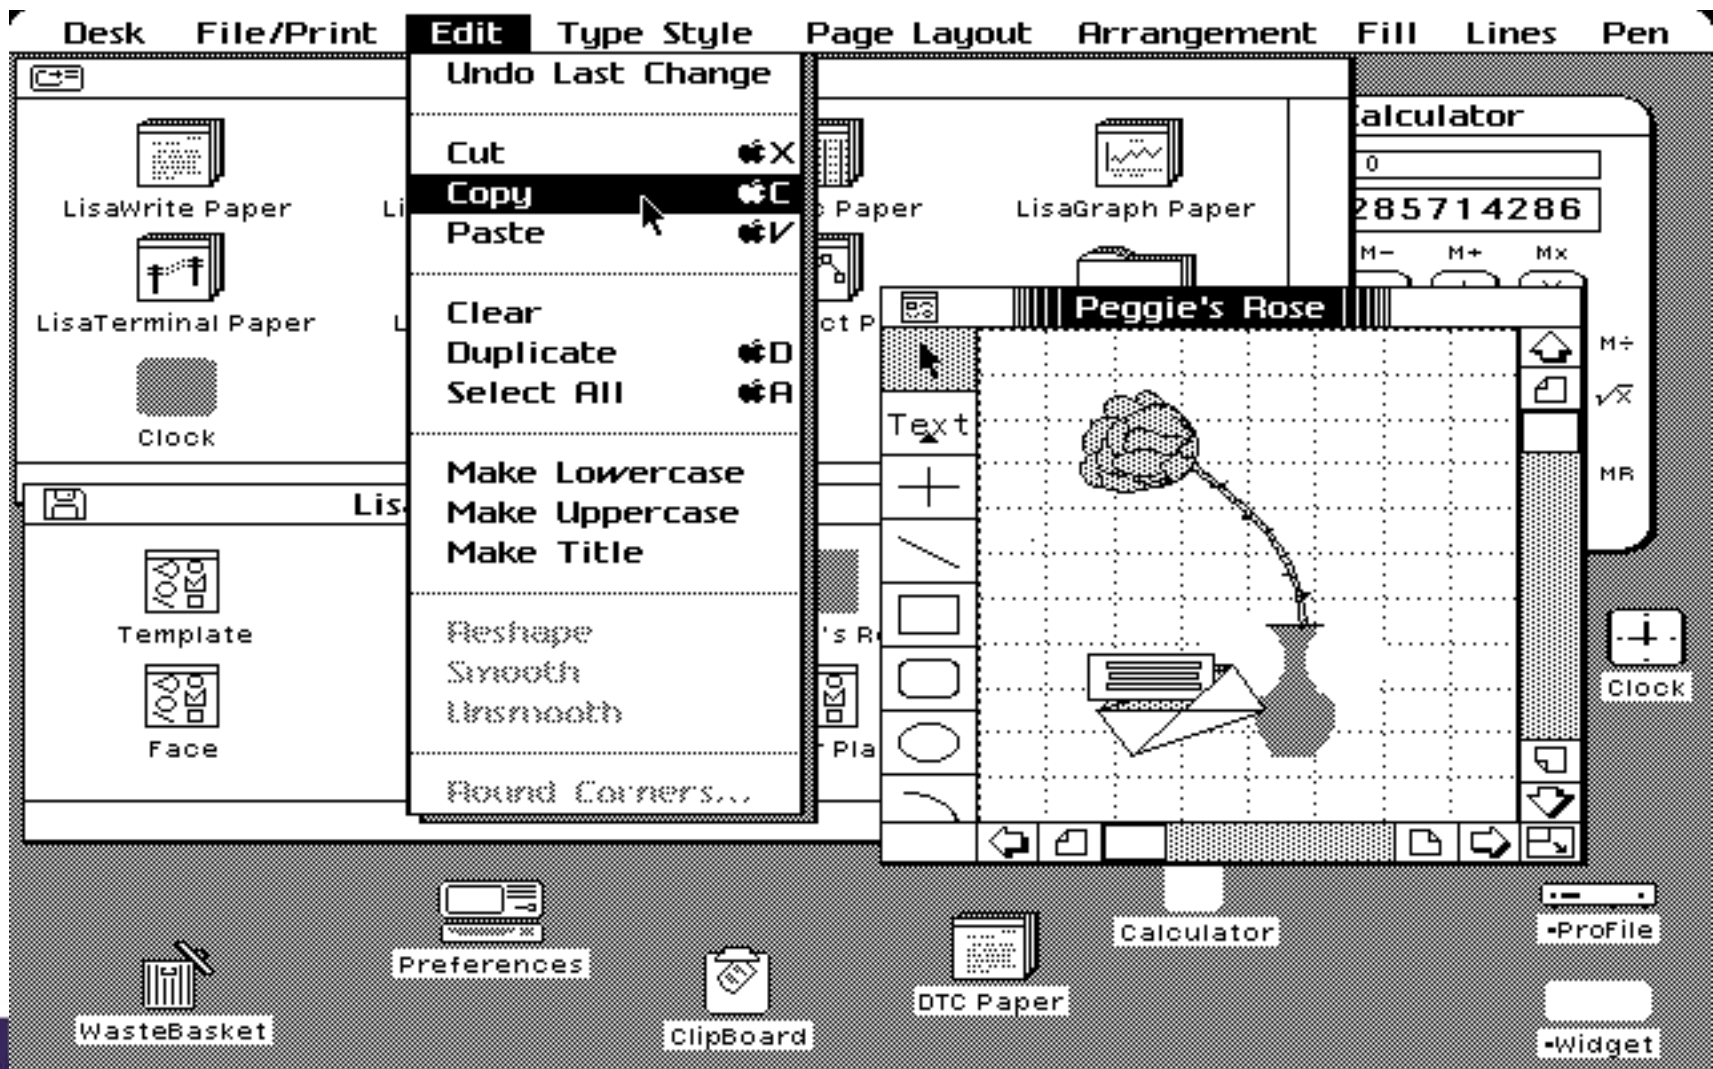 Desk File/Print Edit Type Style Page Layout Arrangement Fill Lines Pen
Undo Last Change
Cut X
Copy C
Paste V
Clear
Duplicate D
Select All A
Make Lowercase
Make Uppercase
Make Title
Reshape
Smooth
Unsmooth
Round Corners...
LisaWrite Paper
Paper
LisaGraph Paper
LisaTerminal Paper
Clock
alculator
0
285714286
M- M+ Mx
M÷
√x
MR
Peggie's Rose
Text
Lis
Template
's R
Face
Pla
Clock
Preferences
Calculator
-ProFile
WasteBasket
ClipBoard
DTC Paper
-Widget